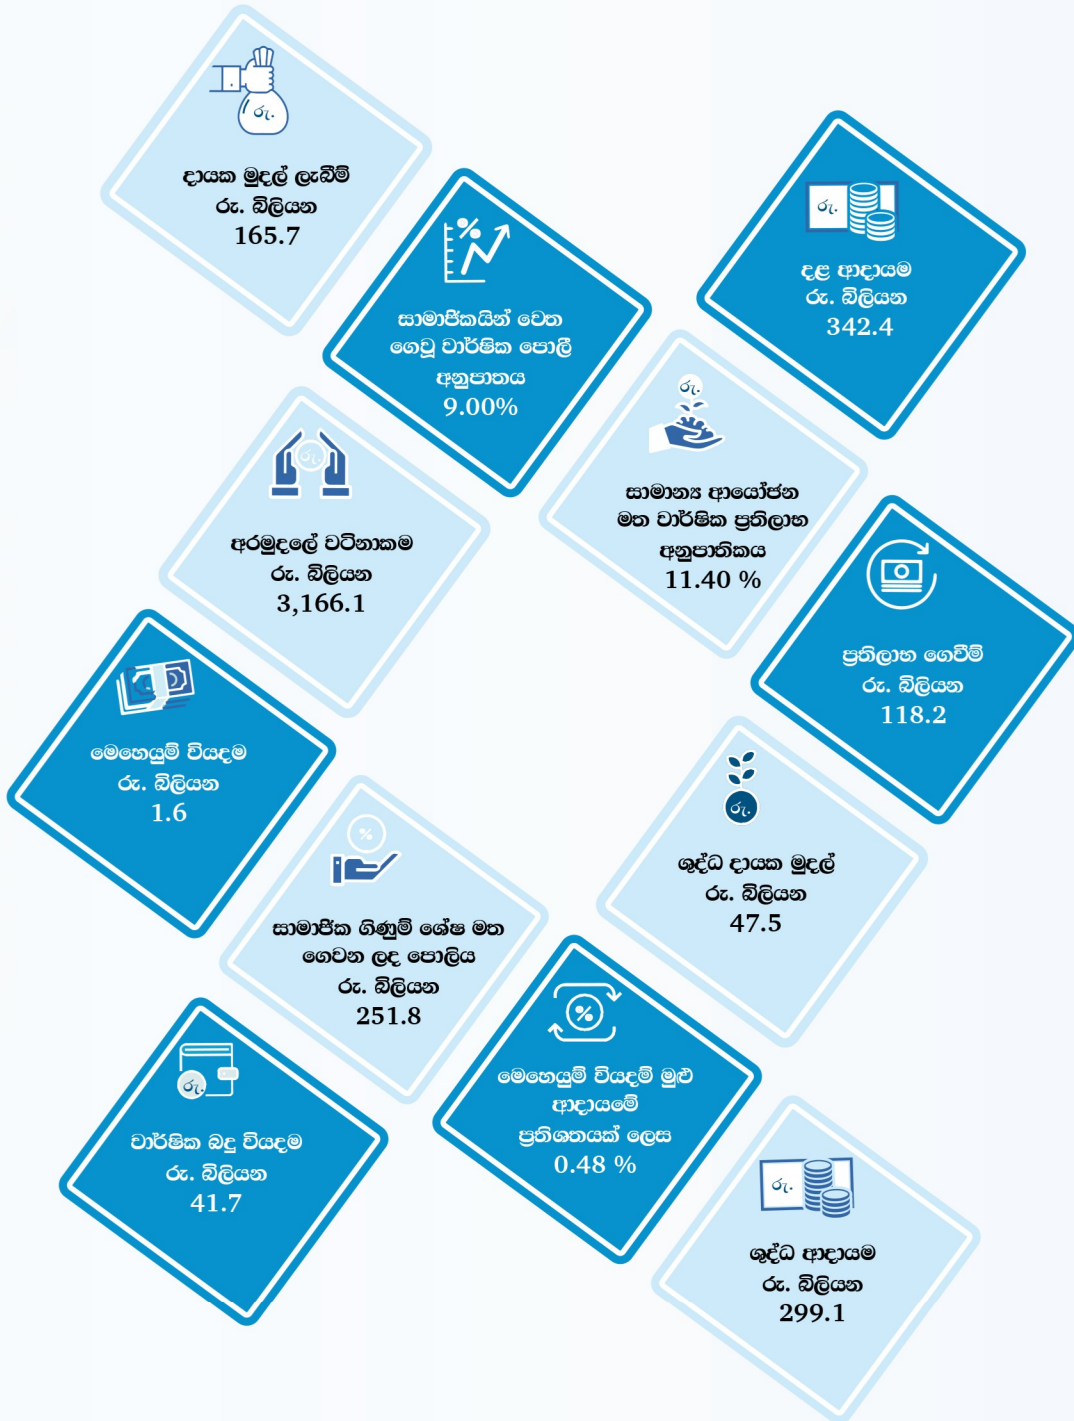 රු.
දායක මුදල් ලැබීම්
රු. බිලියන
165.7
%
සාමාජිකයින් වෙත
ගෙවූ වාර්ෂික පොලී
අනුපාතය
9.00%
රු.
දළ ආදායම
රු. බිලියන
342.4
රු.
සාමාන්‍ය ආයෝජන
මත වාර්ෂික ප්‍රතිලාභ
අනුපාතිකය
11.40 %
රු.
අරමුදලේ වටිනාකම
රු. බිලියන
3,166.1
ප්‍රතිලාභ ගෙවීම්
රු. බිලියන
118.2
මෙහෙයුම් වියදම
රු. බිලියන
1.6
රු.
ශුද්ධ දායක මුදල්
රු. බිලියන
47.5
%
සාමාජික ගිණුම් ශේෂ මත
ගෙවන ලද පොලිය
රු. බිලියන
251.8
%
මෙහෙයුම් වියදම් මුළු
ආදායමේ
ප්‍රතිශතයක් ලෙස
0.48 %
රු.
වාර්ෂික බදු වියදම
රු. බිලියන
41.7
රු.
ශුද්ධ ආදායම
රු. බිලියන
299.1